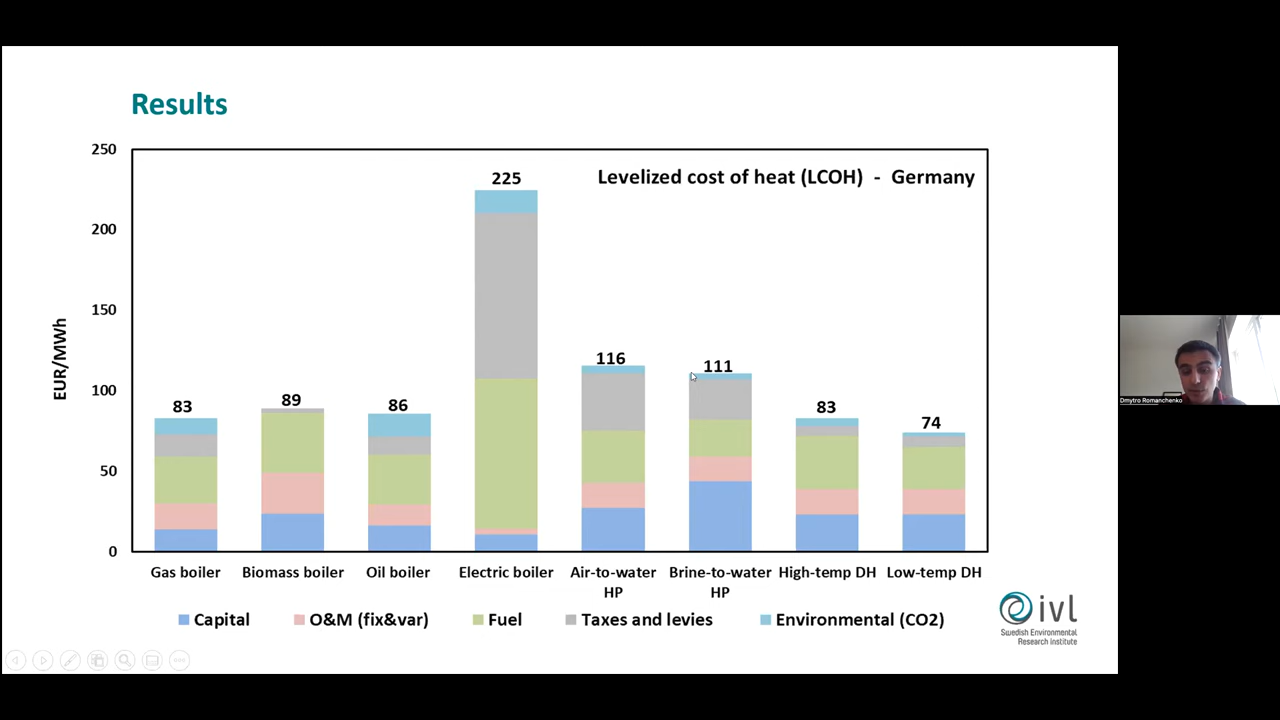 Results
250
200
150
100
50
0
EUR/MWh
Levelized cost of heat (LCOH) - Germany
83
89
86
225
116
111
83
74
Gas boiler
Biomass boiler
Oil boiler
Electric boiler
Air-to-water
HP
Brine-to-water
HP
High-temp DH
Low-temp DH
Capital
O&M (fix&var)
Fuel
Taxes and levies
Environmental (CO2)
ivl
Swedish Environmental
Research Institute
Dmytro Romanchenko